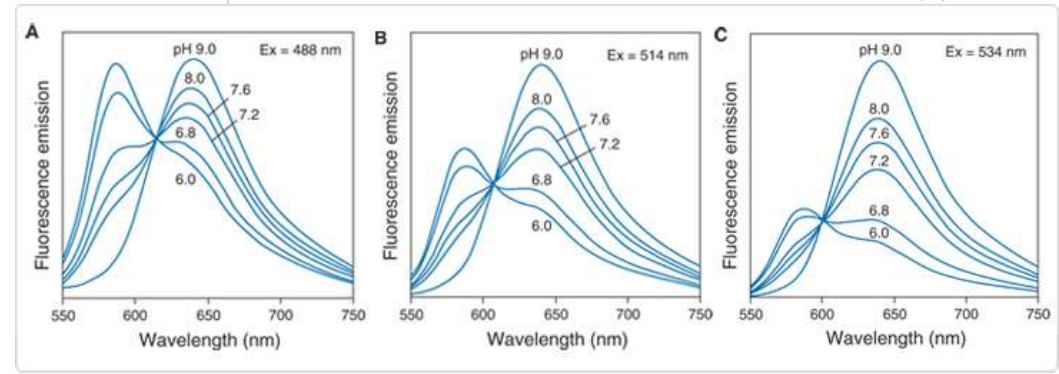 A
pH 9.0
Ex = 488 nm
8.0
7.6
7.2
6.8
6.0
Fluorescence emission
550
600
650
700
750
Wavelength (nm)
B
pH 9.0
Ex = 514 nm
8.0
7.6
7.2
6.8
6.0
Fluorescence emission
550
600
650
700
750
Wavelength (nm)
C
pH 9.0
Ex = 534 nm
8.0
7.6
7.2
6.8
6.0
Fluorescence emission
550
600
650
700
750
Wavelength (nm)